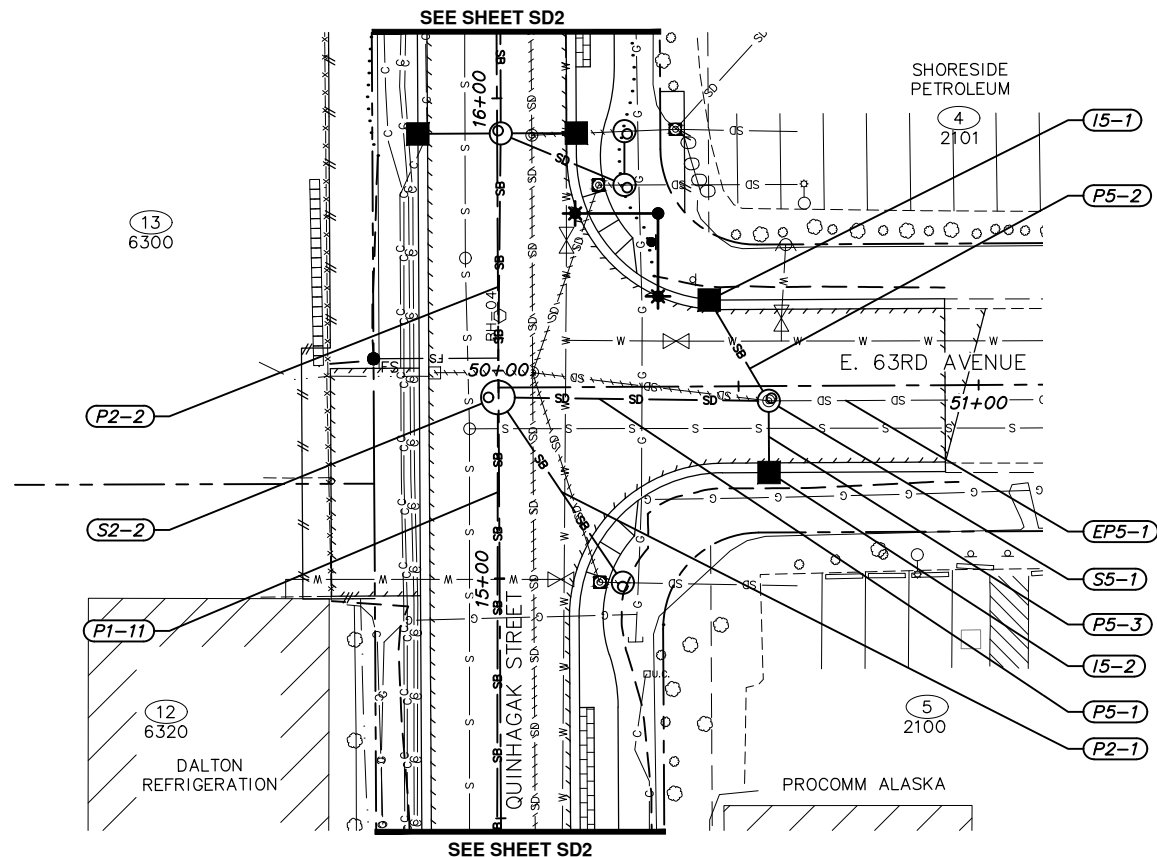 SEE SHEET SD2
SHORESIDE
PETROLEUM
4
2101
I5-1
P5-2
16+00
13
6300
BH-04
E. 63RD AVENUE
50+00
51+00
P2-2
S2-2
P1-11
EP5-1
S5-1
P5-3
I5-2
P5-1
P2-1
15+00
QUINHAGAK STREET
U.C.
12
6320
DALTON
REFRIGERATION
5
2100
PROCOMM ALASKA
SEE SHEET SD2